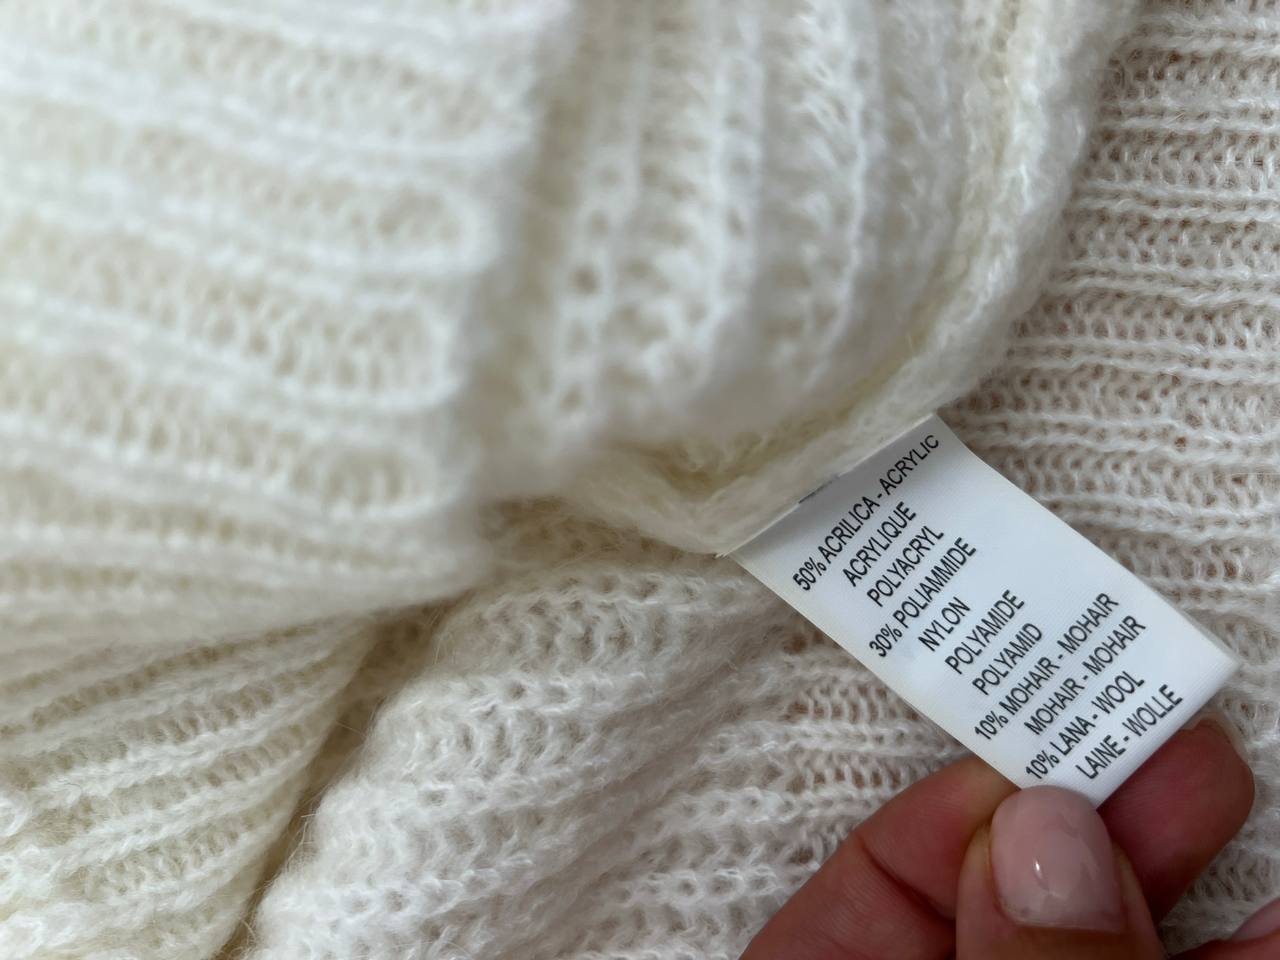 50% ACRILICA - ACRYLIC
ACRYLIQUE
POLYACRYL
30% POLIAMMIDE
NYLON
POLYAMIDE
POLYAMID
10% MOHAIR - MOHAIR
MOHAIR - MOHAIR
10% LANA - WOOL
LAINE - WOLLE